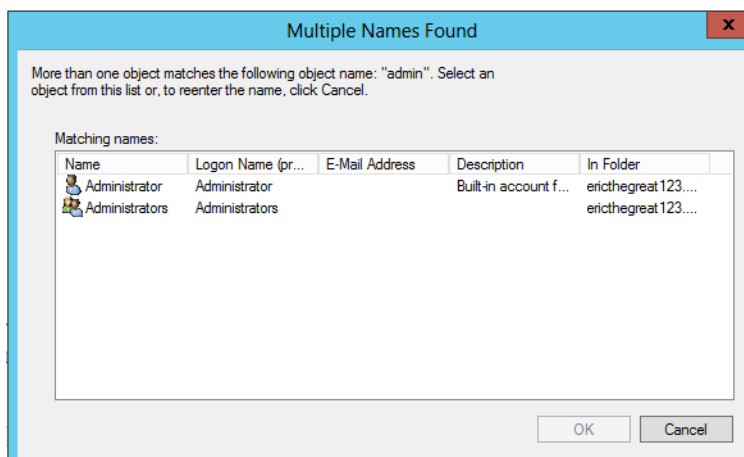 Multiple Names Found
x
More than one object matches the following object name: "admin". Select an
object from this list or, to reenter the name, click Cancel.
Matching names:
Name Logon Name (pr... E-Mail Address Description In Folder
Administrator Administrator Built-in account f... ericthegreat123....
Administrators Administrators ericthegreat123....
OK Cancel